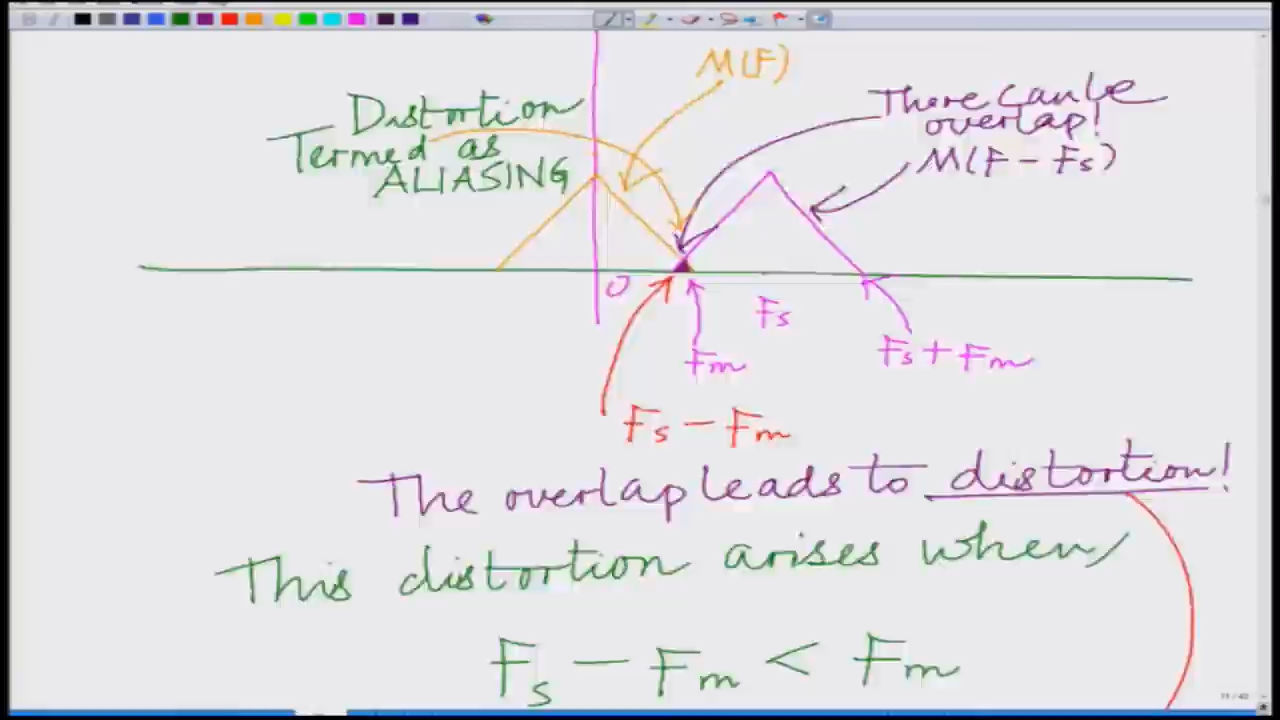 M(F)
Distortion
Termed as
ALIASING
There can be
overlap!
M(F - Fs)
0
Fs
Fm
Fs + Fm
Fs - Fm
The overlap leads to distortion!
This distortion arises when,
Fs - Fm < Fm